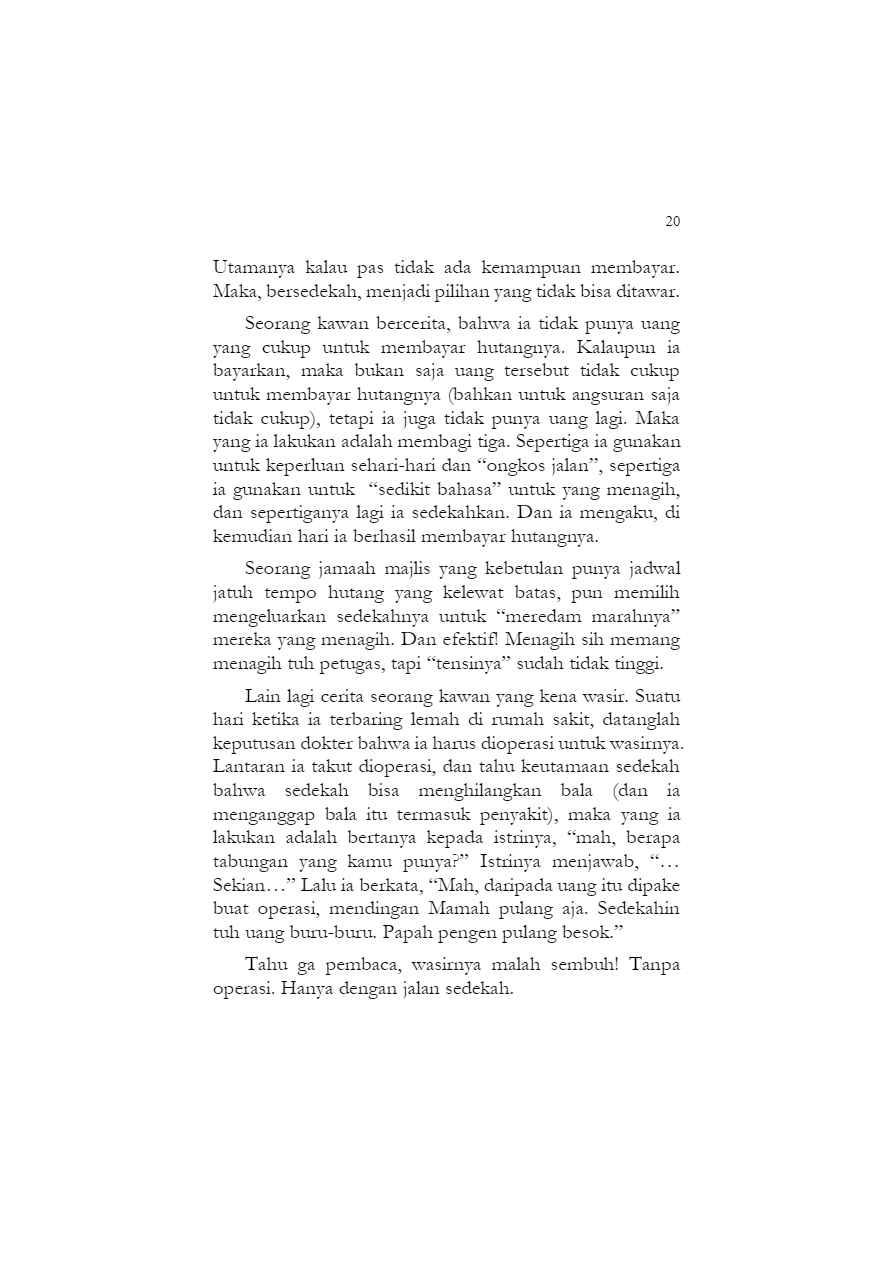 20
Utamanya kalau pas tidak ada kemampuan membayar.
Maka, bersedekah, menjadi pilihan yang tidak bisa ditawar.
Seorang kawan bercerita, bahwa ia tidak punya uang
yang cukup untuk membayar hutangnya. Kalaupun ia
bayarkan, maka bukan saja uang tersebut tidak cukup
untuk membayar hutangnya (bahkan untuk angsuran saja
tidak cukup), tetapi ia juga tidak punya uang lagi. Maka
yang ia lakukan adalah membagi tiga. Sepertiga ia gunakan
untuk keperluan sehari-hari dan “ongkos jalan”, sepertiga
ia gunakan untuk  “sedikit bahasa” untuk yang menagih,
dan sepertiganya lagi ia sedekahkan. Dan ia mengaku, di
kemudian hari ia berhasil membayar hutangnya.
Seorang jamaah majlis yang kebetulan punya jadwal
jatuh tempo hutang yang kelewat batas, pun memilih
mengeluarkan sedekahnya untuk “meredam marahnya”
mereka yang menagih. Dan efektif! Menagih sih memang
menagih tuh petugas, tapi “tensinya” sudah tidak tinggi.
Lain lagi cerita seorang kawan yang kena wasir. Suatu
hari ketika ia terbaring lemah di rumah sakit, datanglah
keputusan dokter bahwa ia harus dioperasi untuk wasirnya.
Lantaran ia takut dioperasi, dan tahu keutamaan sedekah
bahwa sedekah bisa menghilangkan bala (dan ia
menganggap bala itu termasuk penyakit), maka yang ia
lakukan adalah bertanya kepada istrinya, “mah, berapa
tabungan yang kamu punya?” Istrinya menjawab, “…
Sekian…” Lalu ia berkata, “Mah, daripada uang itu dipake
buat operasi, mendingan Mamah pulang aja. Sedekahin
tuh uang buru-buru. Papah pengen pulang besok.”
Tahu ga pembaca, wasirnya malah sembuh! Tanpa
operasi. Hanya dengan jalan sedekah.